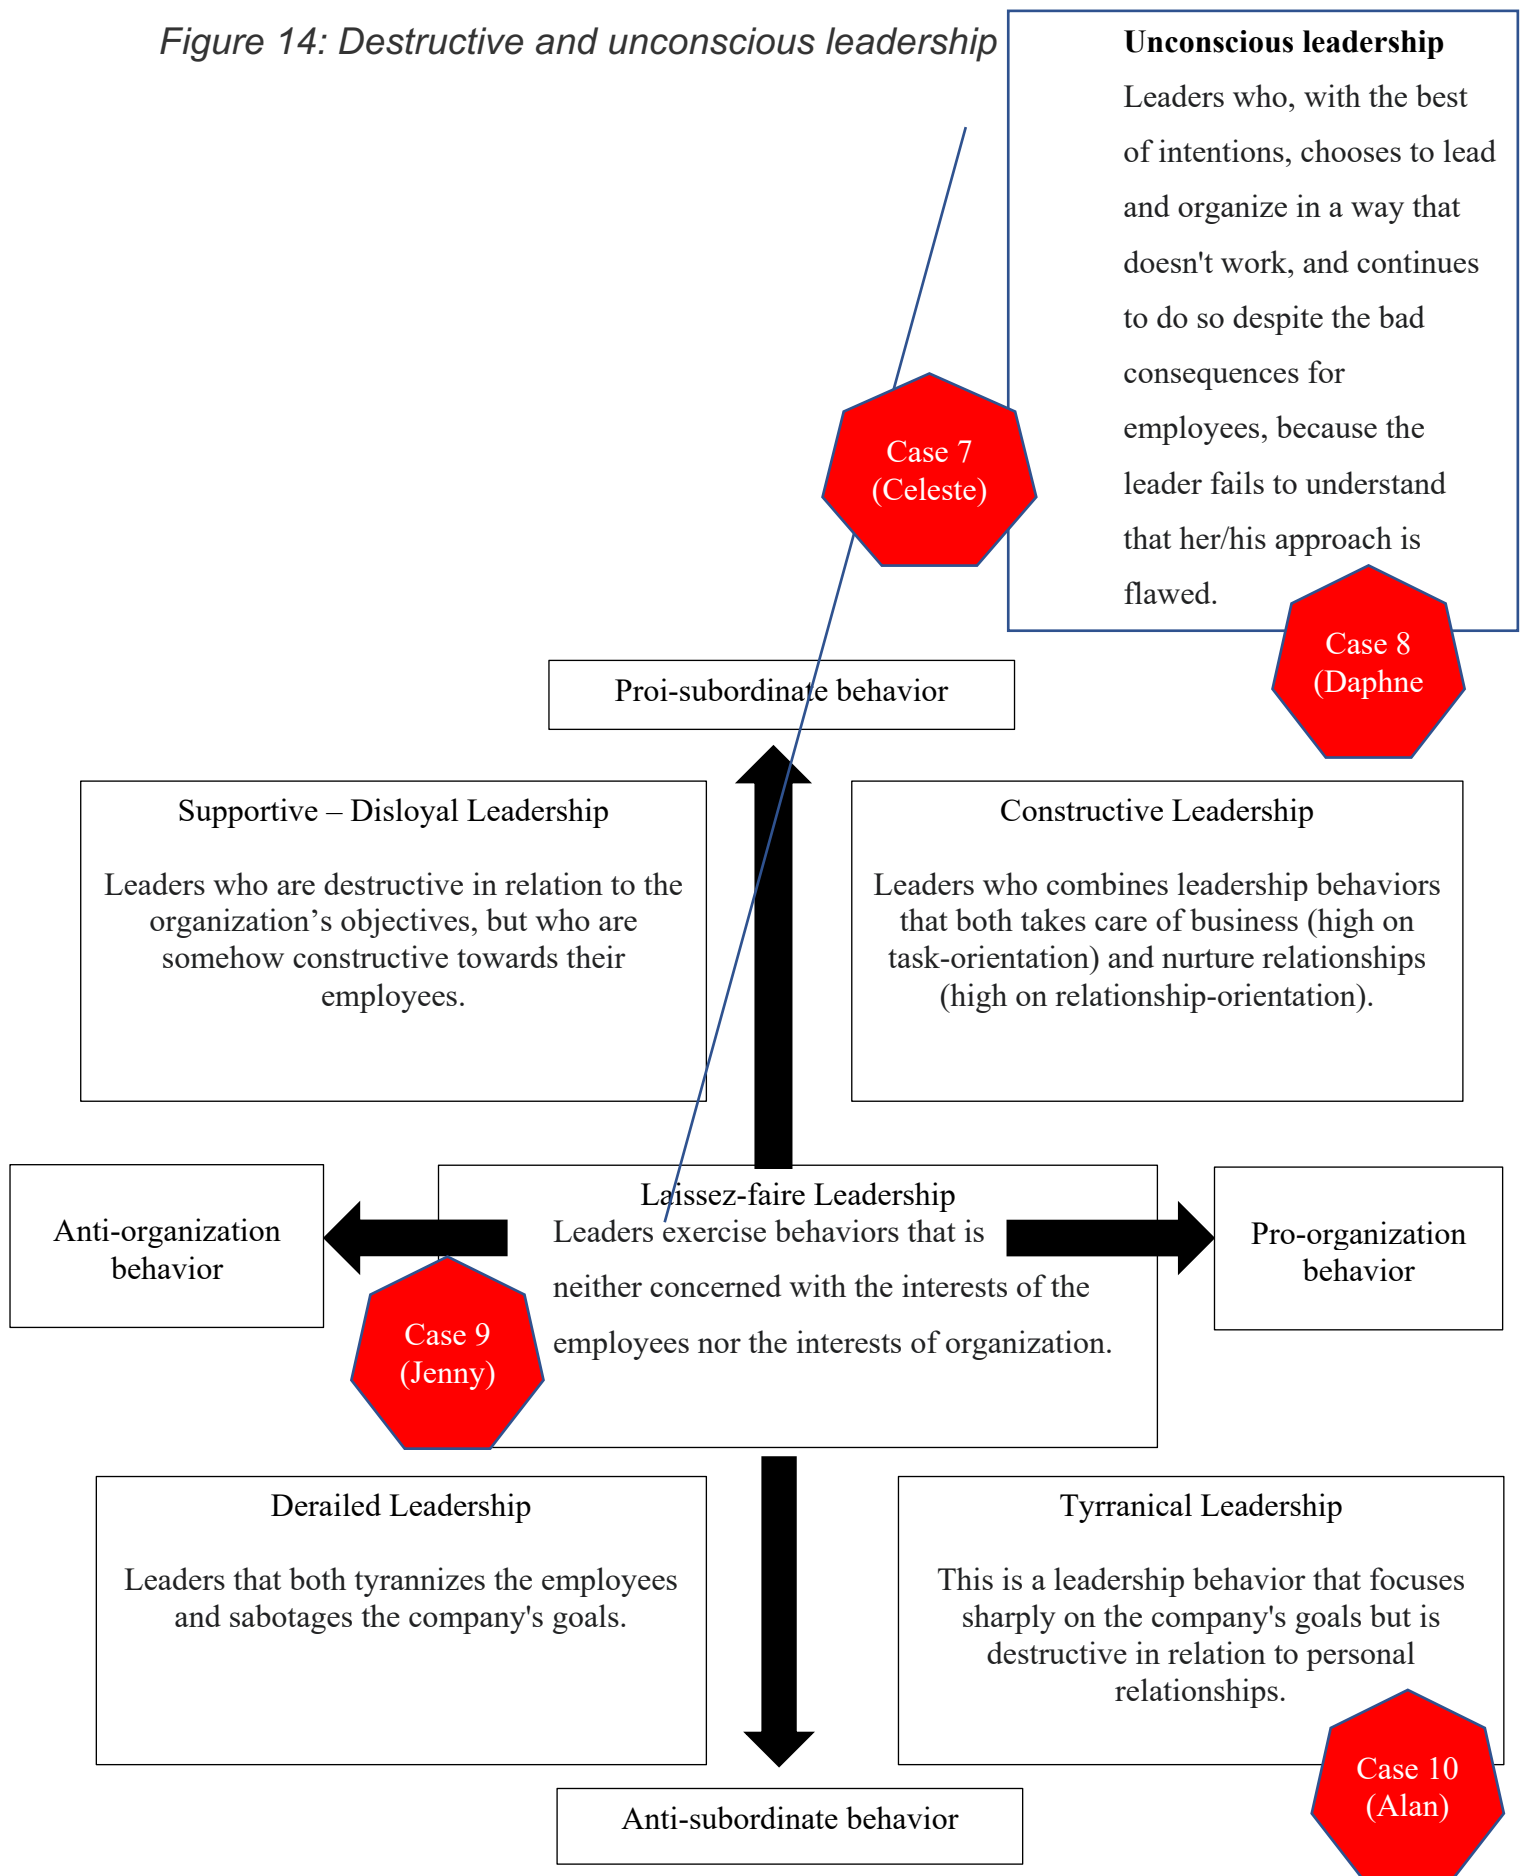 Figure 14: Destructive and unconscious leadership
Unconscious leadership
Leaders who, with the best
of intentions, chooses to lead
and organize in a way that
doesn't work, and continues
to do so despite the bad
consequences for
employees, because the
leader fails to understand
that her/his approach is
flawed.
Case 7
(Celeste)
Case 8
(Daphne
Proi-subordinate behavior
Supportive – Disloyal Leadership
Leaders who are destructive in relation to the
organization’s objectives, but who are
somehow constructive towards their
employees.
Constructive Leadership
Leaders who combines leadership behaviors
that both takes care of business (high on
task-orientation) and nurture relationships
(high on relationship-orientation).
Anti-organization
behavior
Laissez-faire Leadership
Leaders exercise behaviors that is
neither concerned with the interests of the
employees nor the interests of organization.
Pro-organization
behavior
Case 9
(Jenny)
Derailed Leadership
Leaders that both tyrannizes the employees
and sabotages the company's goals.
Tyrranical Leadership
This is a leadership behavior that focuses
sharply on the company's goals but is
destructive in relation to personal
relationships.
Case 10
(Alan)
Anti-subordinate behavior